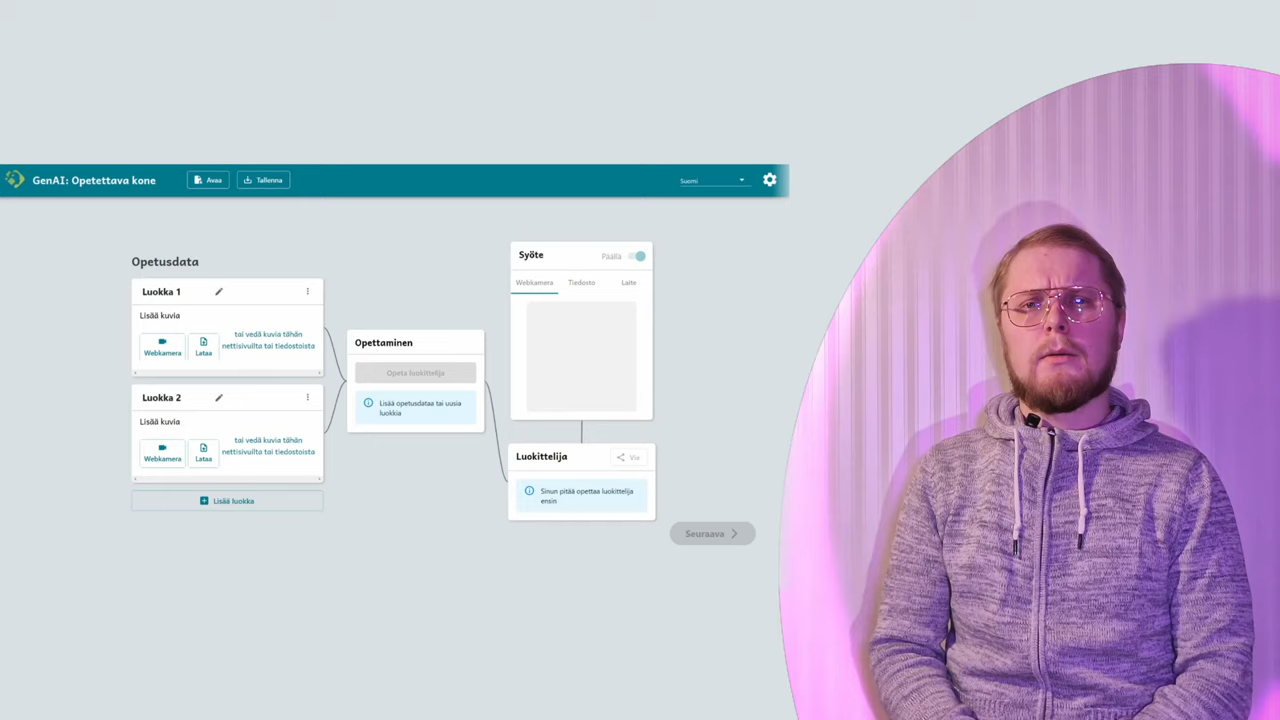 GenAI: Opetettava kone
Avaa
Tallenna
Suomi
Opetusdata
Luokka 1
Lisää kuvia
Webkamera
Lataa
tai vedä kuvia tähän
nettisivuilta tai tiedostoista
Luokka 2
Lisää kuvia
Webkamera
Lataa
tai vedä kuvia tähän
nettisivuilta tai tiedostoista
Lisää luokka
Opettaminen
Opeta luokittelija
Lisää opetusdataa tai uusia
luokkia
Syöte
Päällä
Webkamera
Tiedosto
Laite
Luokittelija
Vie
Sinun pitää opettaa luokittelija
ensin
Seuraava